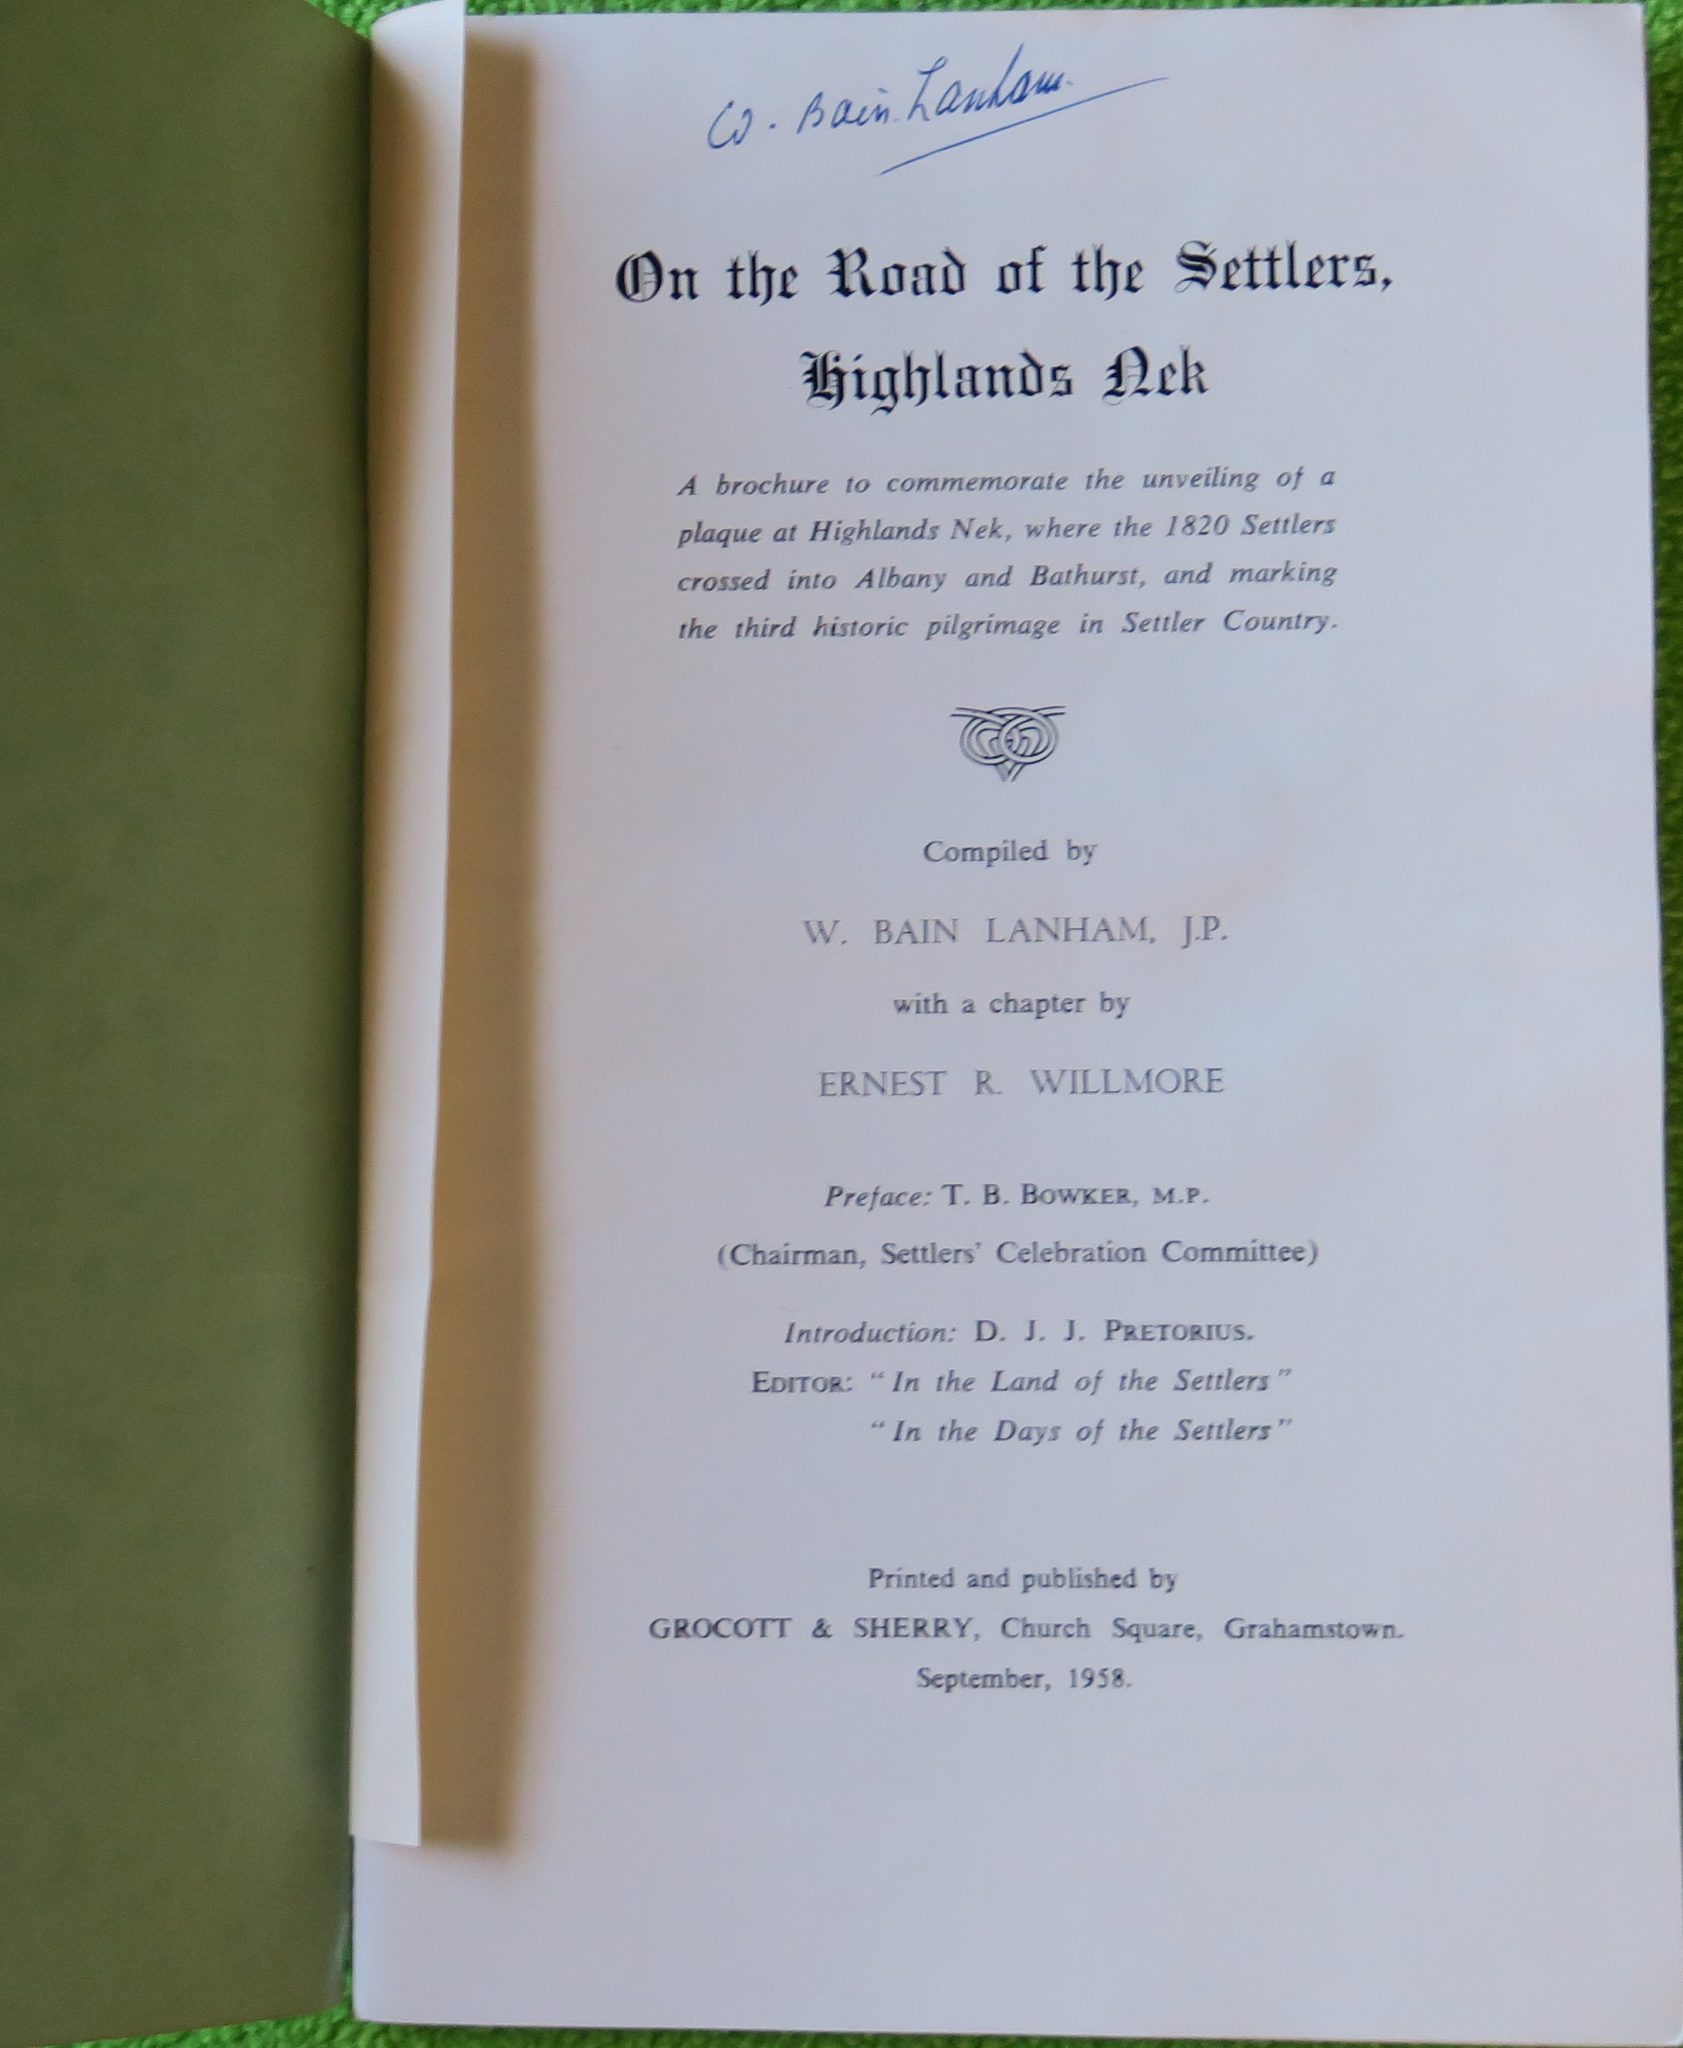 W. Bain Lanham.
On the Road of the Settlers,
Highlands Nek
A brochure to commemorate the unveiling of a
plaque at Highlands Nek, where the 1820 Settlers
crossed into Albany and Bathurst, and marking
the third historic pilgrimage in Settler Country.
Compiled by
W. BAIN LANHAM, J.P.
with a chapter by
ERNEST R. WILLMORE
Preface: T. B. BOWKER, M.P.
(Chairman, Settlers' Celebration Committee)
Introduction: D. J. J. PRETORIUS.
EDITOR: "In the Land of the Settlers"
"In the Days of the Settlers"
Printed and published by
GROCOTT & SHERRY, Church Square, Grahamstown.
September, 1958.